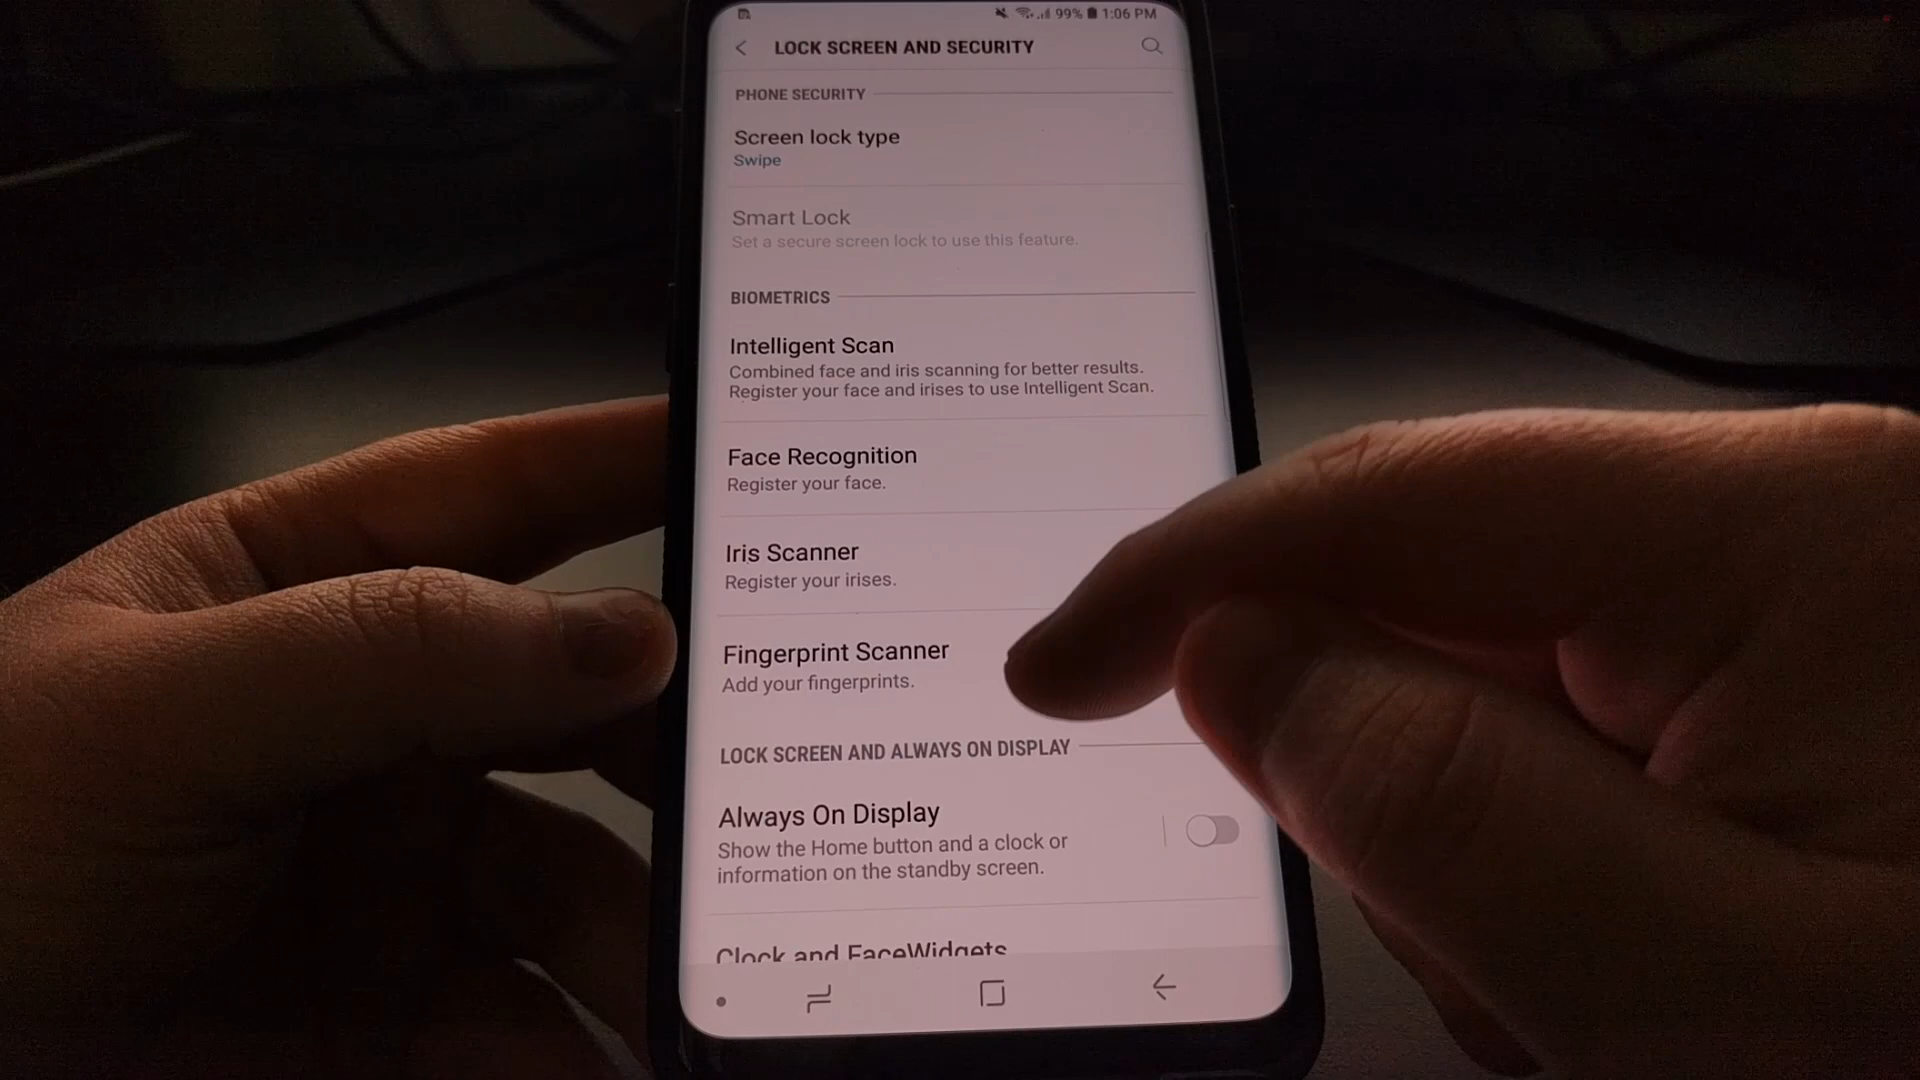 99% 1:06 PM
LOCK SCREEN AND SECURITY
PHONE SECURITY
Screen lock type
Swipe
Smart Lock
Set a secure screen lock to use this feature.
BIOMETRICS
Intelligent Scan
Combined face and iris scanning for better results.
Register your face and irises to use Intelligent Scan.
Face Recognition
Register your face.
Iris Scanner
Register your irises.
Fingerprint Scanner
Add your fingerprints.
LOCK SCREEN AND ALWAYS ON DISPLAY
Always On Display
Show the Home button and a clock or
information on the standby screen.
Clock and FaceWidgets